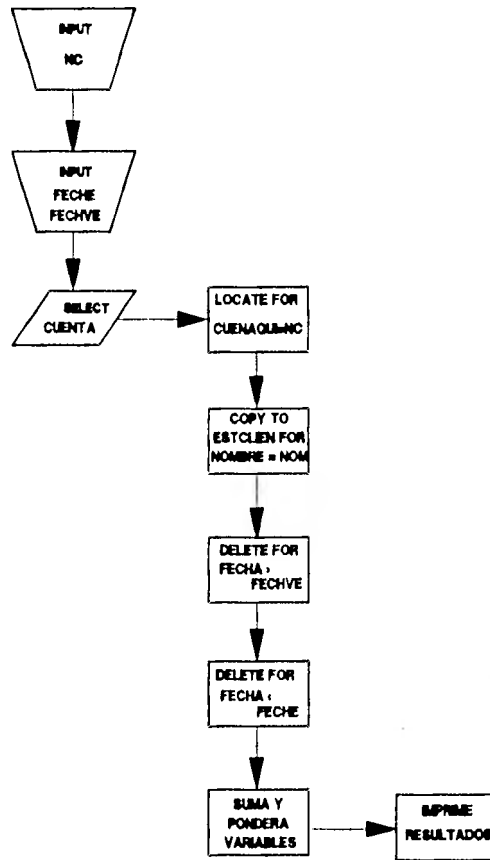 INPUT
NC
INPUT
FECHE
FECHVE
SELECT
CUENTA
LOCATE FOR
CUENAQUI=NC
COPY TO
ESTCLIEN FOR
NOMBRE = NOM
DELETE FOR
FECHA >
FECHVE
DELETE FOR
FECHA <
FECHE
SUMA Y
PONDERA
VARIABLES
IMPRIME
RESULTADOS